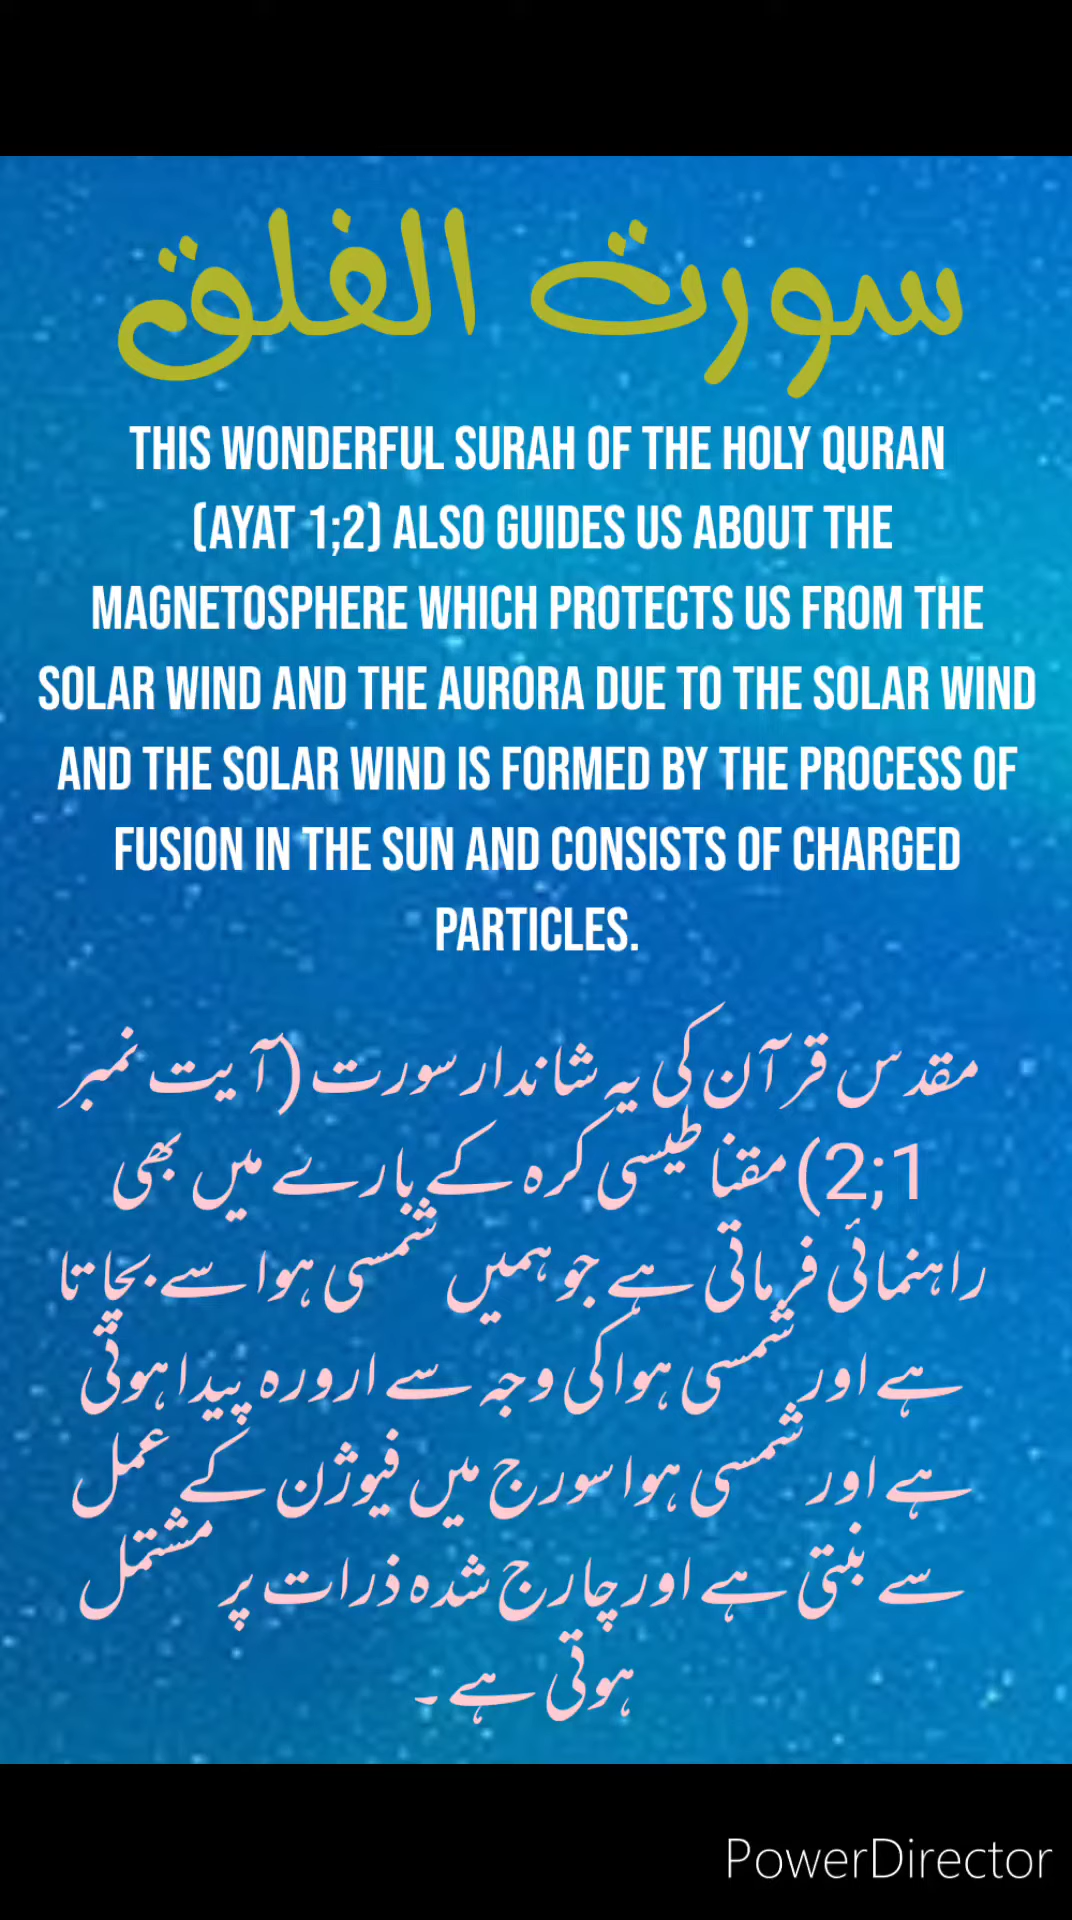 سورت الفلق
THIS WONDERFUL SURAH OF THE HOLY QURAN
(AYAT 1;2) ALSO GUIDES US ABOUT THE
MAGNETOSPHERE WHICH PROTECTS US FROM THE
SOLAR WIND AND THE AURORA DUE TO THE SOLAR WIND
AND THE SOLAR WIND IS FORMED BY THE PROCESS OF
FUSION IN THE SUN AND CONSISTS OF CHARGED
PARTICLES.
مقدس قرآن کی یہ شاندار سورت (آیت نمبر
2;1) مقناطیسی کرہ کے بارے میں بھی
راہنمائی فرماتی ہے جو ہمیں شمسی ہوا سے بچاتا
ہے اور شمسی ہوا کی وجہ سے ارورہ پیدا ہوتی
ہے اور شمسی ہوا سورج میں فیوژن کے عمل
سے بنتی ہے اور چارج شدہ ذرات پر مشتمل
ہوتی ہے۔
PowerDirector